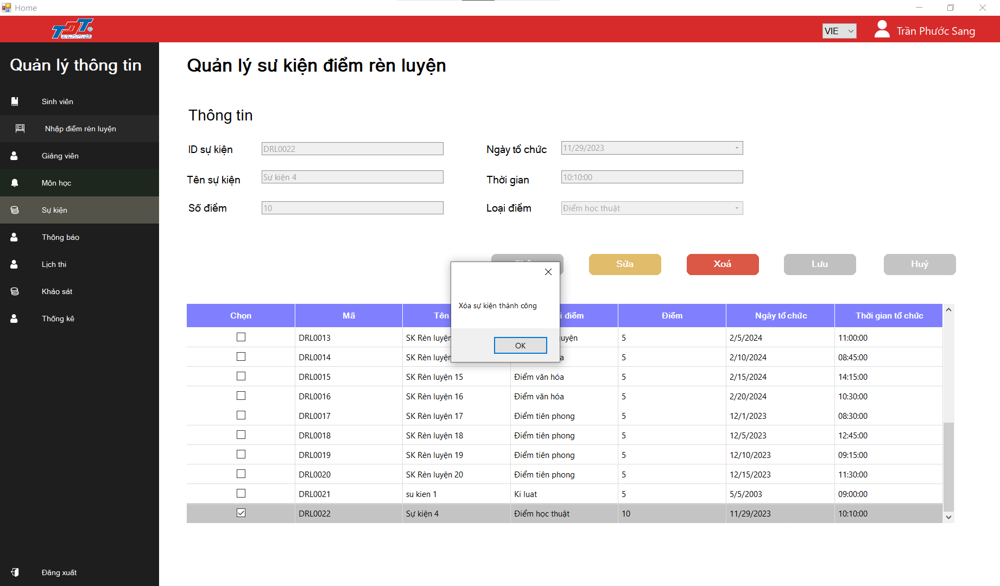 Home
VIE
Trần Phước Sang
Quản lý thông tin
Sinh viên
Nhập điểm rèn luyện
Giảng viên
Môn học
Sự kiện
Thông báo
Lịch thi
Khảo sát
Thống kê
Đăng xuất
Quản lý sư kiện điểm rèn luyện
Thông tin
ID sự kiện DRL0022 Ngày tổ chức 11/29/2023
Tên sự kiện Sự kiện 4 Thời gian 10:10:00
Số điểm 10 Loại điểm Điểm học thuật
Sửa Xoá Lưu Huỷ
Xóa sự kiện thành công
OK
Chọn Mã Tên điểm Điểm Ngày tổ chức Thời gian tổ chức
DRL0013 SK Rèn 5 2/5/2024 11:00:00
DRL0014 SK Rèn 5 2/10/2024 08:45:00
DRL0015 SK Rèn luyện 15 Điểm văn hóa 5 2/15/2024 14:15:00
DRL0016 SK Rèn luyện 16 Điểm văn hóa 5 2/20/2024 10:30:00
DRL0017 SK Rèn luyện 17 Điểm tiên phong 5 12/1/2023 08:30:00
DRL0018 SK Rèn luyện 18 Điểm tiên phong 5 12/5/2023 12:45:00
DRL0019 SK Rèn luyện 19 Điểm tiên phong 5 12/10/2023 09:15:00
DRL0020 SK Rèn luyện 20 Điểm tiên phong 5 12/15/2023 11:30:00
DRL0021 su kien 1 Ki luat 5 5/5/2003 09:00:00
DRL0022 Sự kiện 4 Điểm học thuật 10 11/29/2023 10:10:00